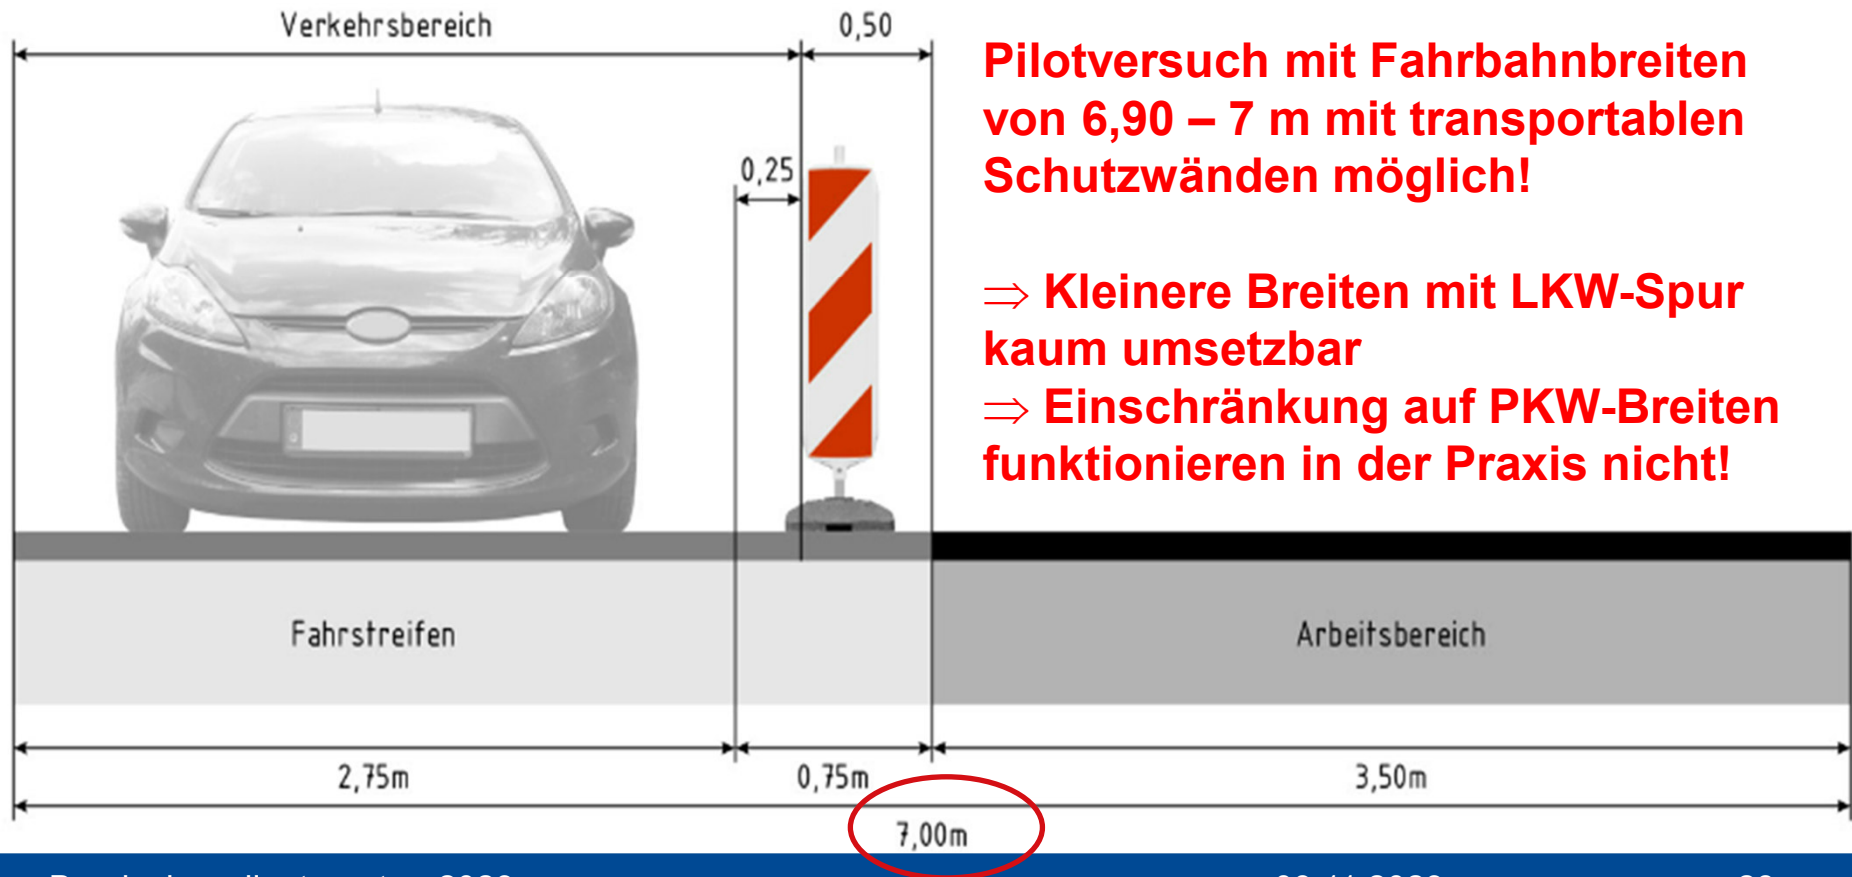 Verkehrsbereich
0,50
0,25
Pilotversuch mit Fahrbahnbreiten
von 6,90 – 7 m mit transportablen
Schutzwänden möglich!
⇒ Kleinere Breiten mit LKW-Spur
kaum umsetzbar
⇒ Einschränkung auf PKW-Breiten
funktionieren in der Praxis nicht!
Fahrstreifen
Arbeitsbereich
2,75m
0,75m
3,50m
7,00m